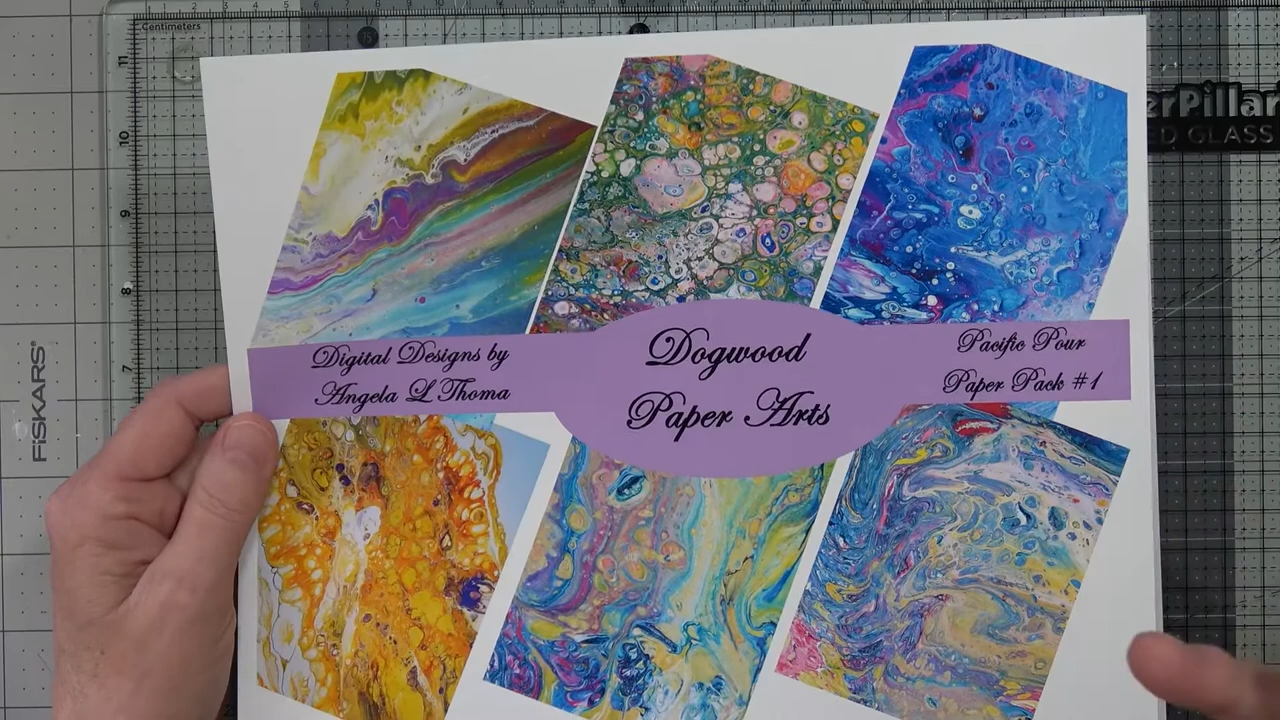 Centimeters
15
11
10
9
8
7
FiSKARS
erPillar
ED GLASS
Digital Designs by
Angela L Thoma
Dogwood
Paper Arts
Pacific Pour
Paper Pack #1